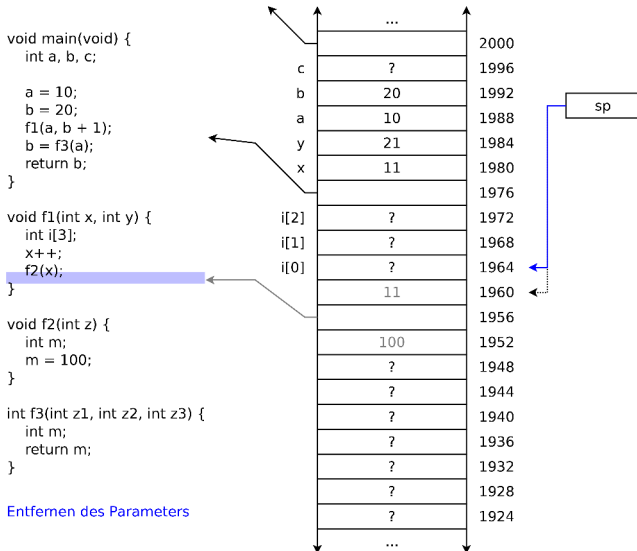 void main(void) {
int a, b, c;
a = 10;
b = 20;
f1(a, b + 1);
b = f3(a);
return b;
}
void f1(int x, int y) {
int i[3];
x++;
f2(x);
}
void f2(int z) {
int m;
m = 100;
}
int f3(int z1, int z2, int z3) {
int m;
return m;
}
Entfernen des Parameters
...
2000
c ? 1996
b 20 1992
a 10 1988
y 21 1984
x 11 1980
1976
i[2] ? 1972
i[1] ? 1968
i[0] ? 1964
11 1960
1956
100 1952
? 1948
? 1944
? 1940
? 1936
? 1932
? 1928
? 1924
...
sp